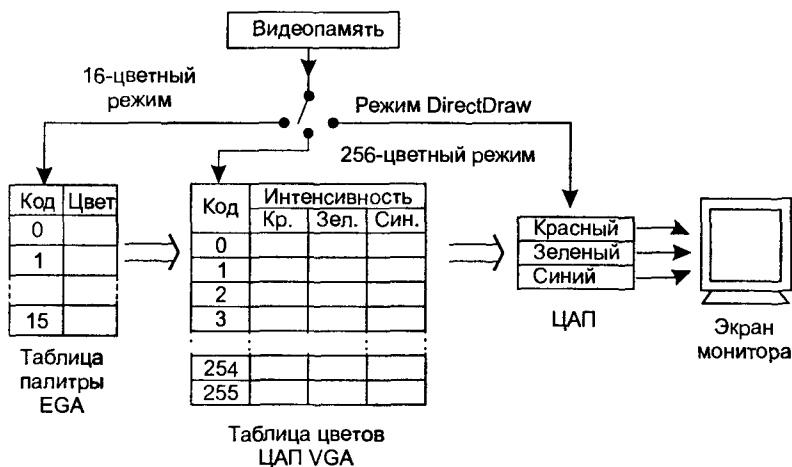 Видеопамять
16-цветный
режим
Режим DirectDraw
256-цветный режим
Код Цвет
0
1
15
Таблица
палитры
EGA
Код Интенсивность
Кр. Зел. Син.
0
1
2
3
254
255
Таблица цветов
ЦАП VGA
Красный
Зеленый
Синий
ЦАП
Экран
монитора